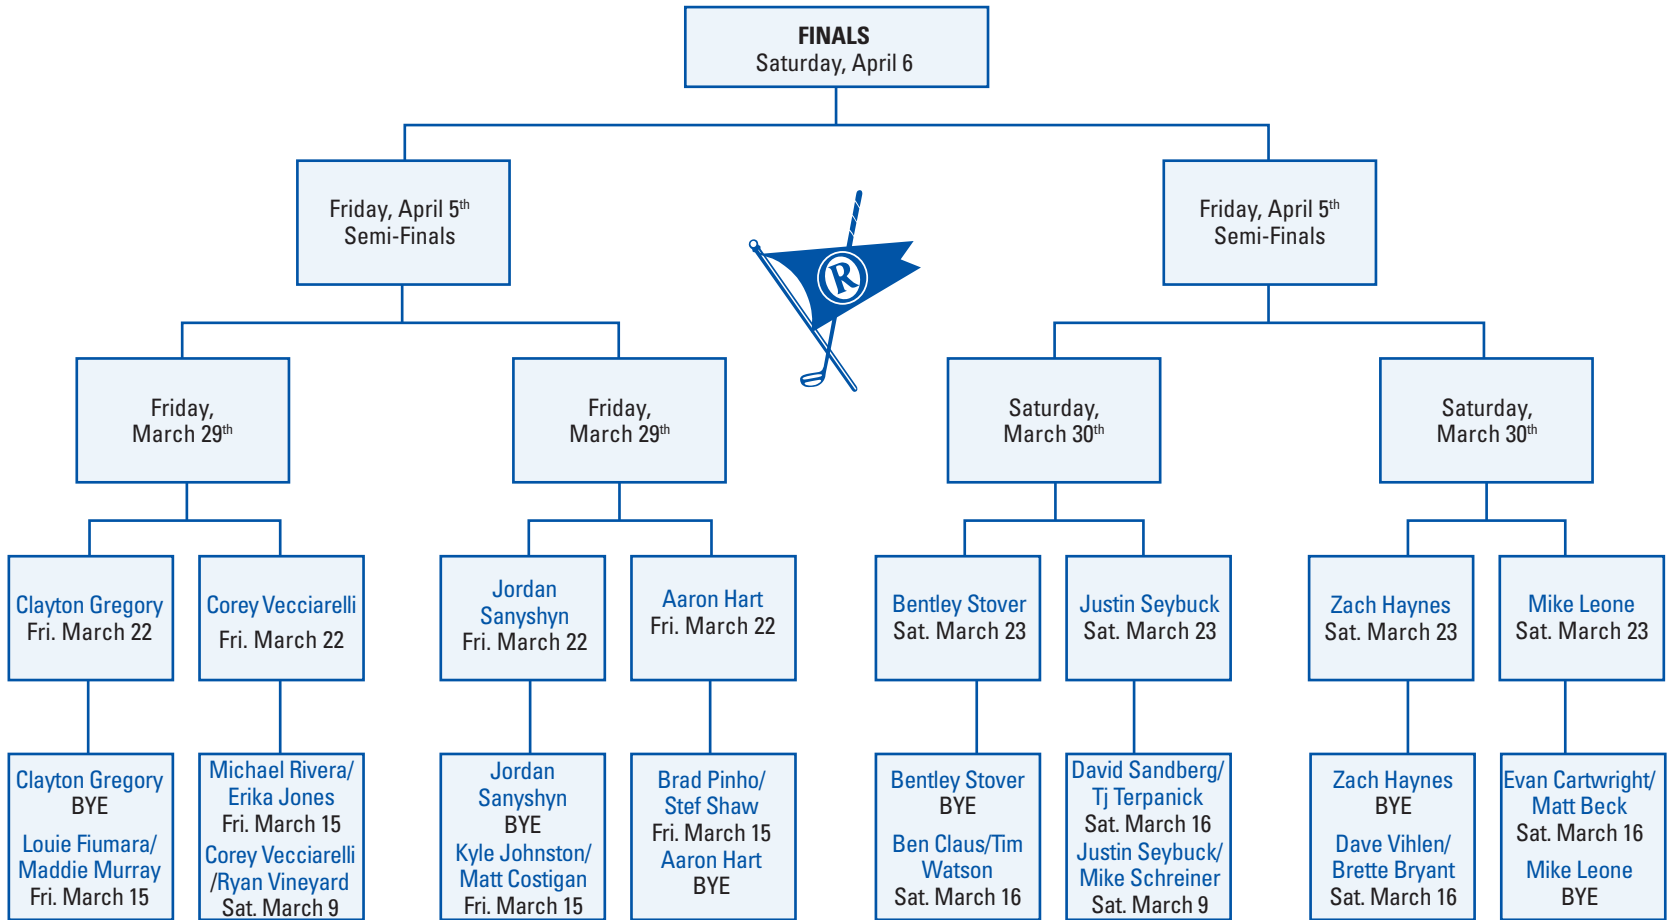 FINALS
Saturday, April 6
Friday, April 5th
Semi-Finals
Friday, April 5th
Semi-Finals
R
Friday,
March 29th
Friday,
March 29th
Saturday,
March 30th
Saturday,
March 30th
Clayton Gregory
Fri. March 22
Corey Vecciarelli
Fri. March 22
Jordan
Sanyshyn
Fri. March 22
Aaron Hart
Fri. March 22
Bentley Stover
Sat. March 23
Justin Seybuck
Sat. March 23
Zach Haynes
Sat. March 23
Mike Leone
Sat. March 23
Clayton Gregory
BYE
Louie Fiumara/
Maddie Murray
Fri. March 15
Michael Rivera/
Erika Jones
Fri. March 15
Corey Vecciarelli
/Ryan Vineyard
Sat. March 9
Jordan
Sanyshyn
BYE
Kyle Johnston/
Matt Costigan
Fri. March 15
Brad Pinho/
Stef Shaw
Fri. March 15
Aaron Hart
BYE
Bentley Stover
BYE
Ben Claus/Tim
Watson
Sat. March 16
David Sandberg/
Tj Terpanick
Sat. March 16
Justin Seybuck/
Mike Schreiner
Sat. March 9
Zach Haynes
BYE
Dave Vihlen/
Brette Bryant
Sat. March 16
Evan Cartwright/
Matt Beck
Sat. March 16
Mike Leone
BYE